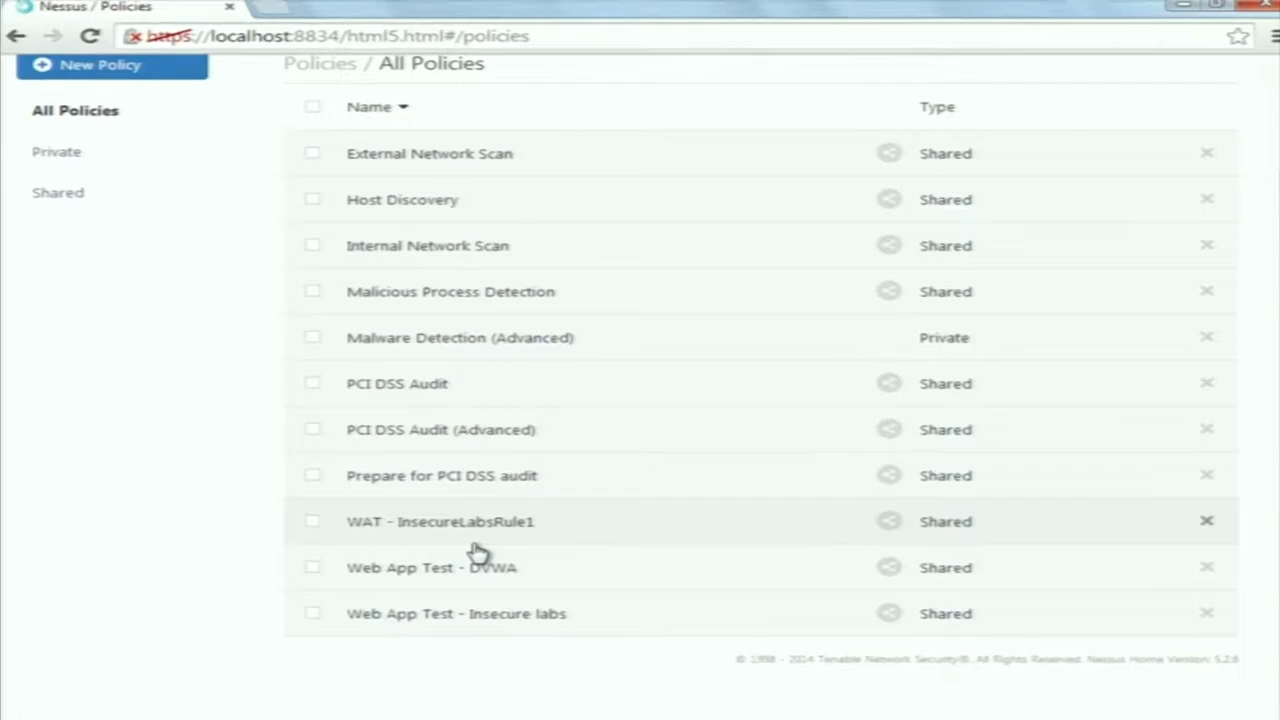 Nessus / Policies
https://localhost:8834/html5.html#/policies
New Policy
Policies / All Policies
All Policies
Private
Shared
Name Type
External Network Scan Shared
Host Discovery Shared
Internal Network Scan Shared
Malicious Process Detection Shared
Malware Detection (Advanced) Private
PCI DSS Audit Shared
PCI DSS Audit (Advanced) Shared
Prepare for PCI DSS audit Shared
WAT - InsecureLabsRule1 Shared
Web App Test - DVWA Shared
Web App Test - Insecure labs Shared
© 1998 - 2014 Tenable Network Security®. All Rights Reserved. Nessus Home Version: 5.2.6